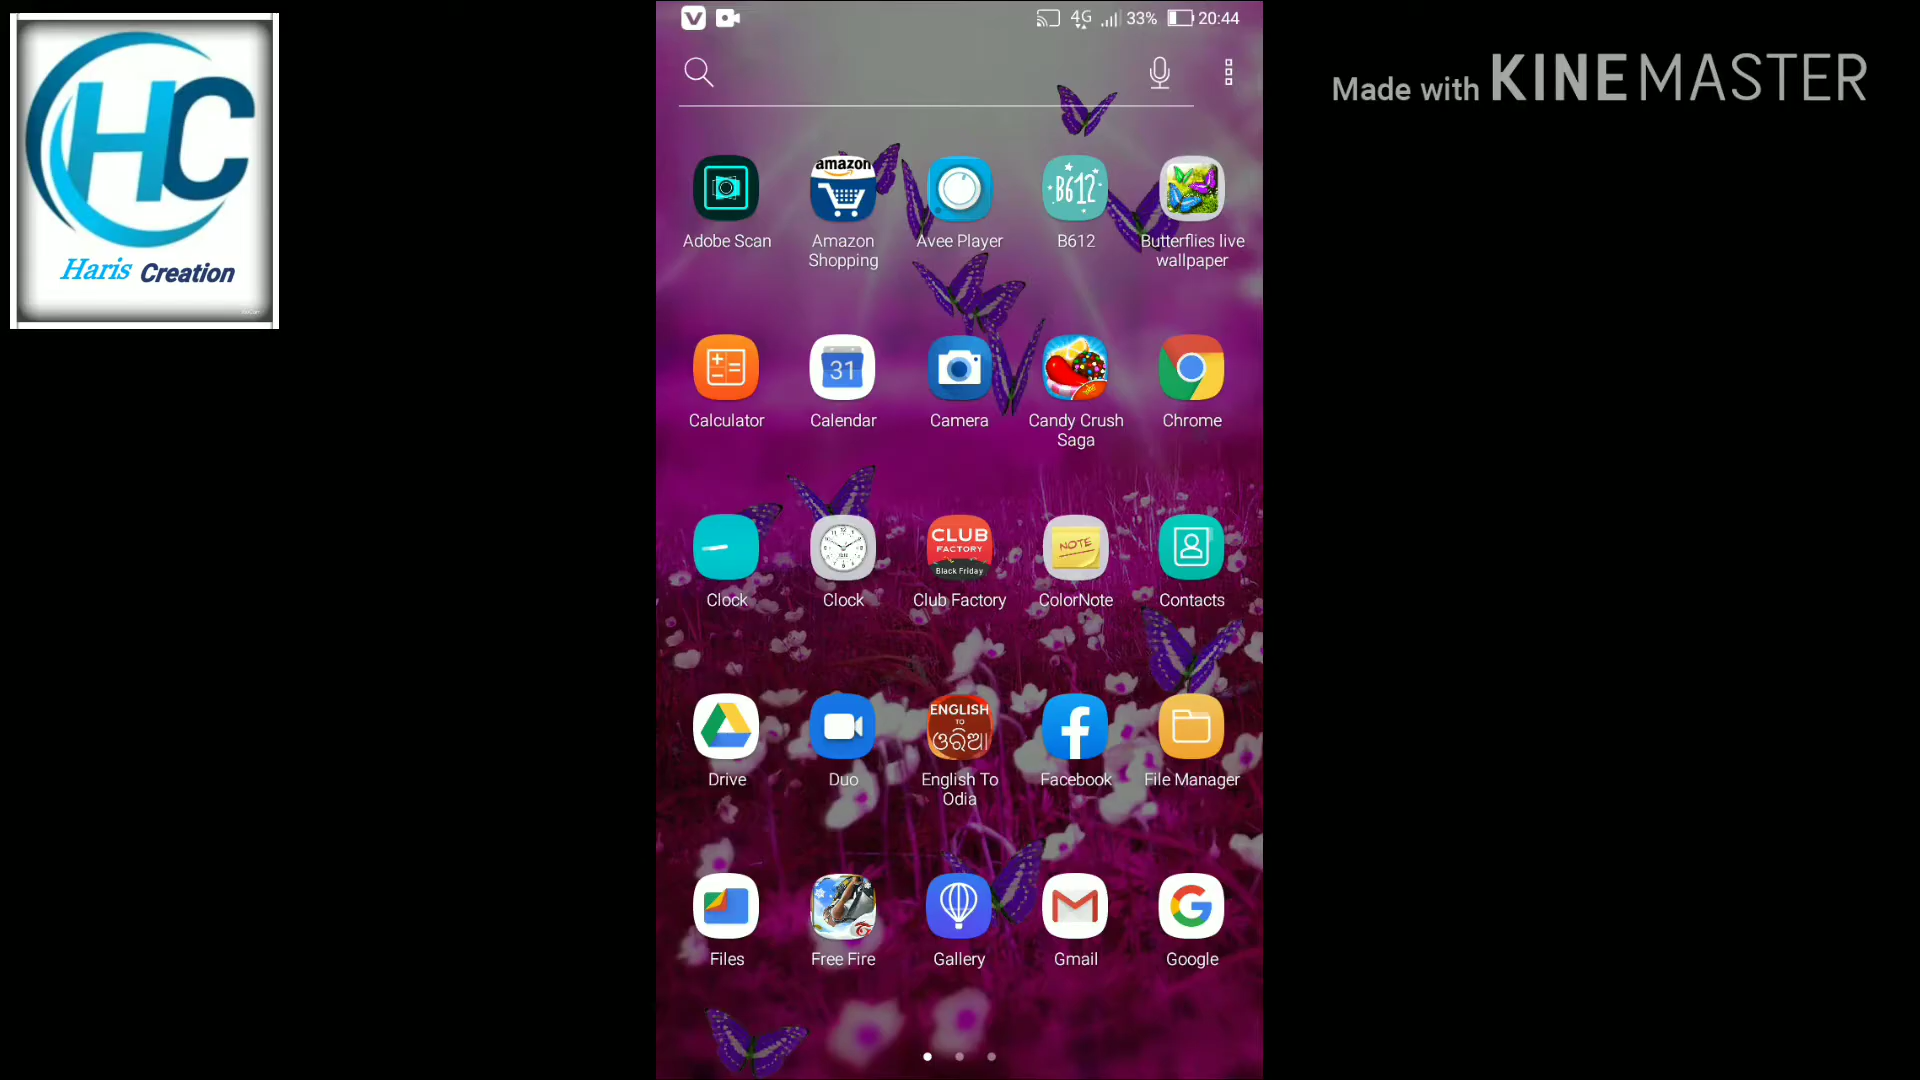 4G 33% 20:44
HC
Haris Creation
Made with KINEMASTER
amazon
B612
Adobe Scan
Amazon Shopping
Avee Player
B612
Butterflies live wallpaper
31
Calculator
Calendar
Camera
Candy Crush Saga
Chrome
CLUB
FACTORY
Black Friday
NOTE
Clock
Clock
Club Factory
ColorNote
Contacts
ENGLISH
TO
ଓଡ଼ିଆ
Drive
Duo
English To Odia
Facebook
File Manager
Files
Free Fire
Gallery
Gmail
Google